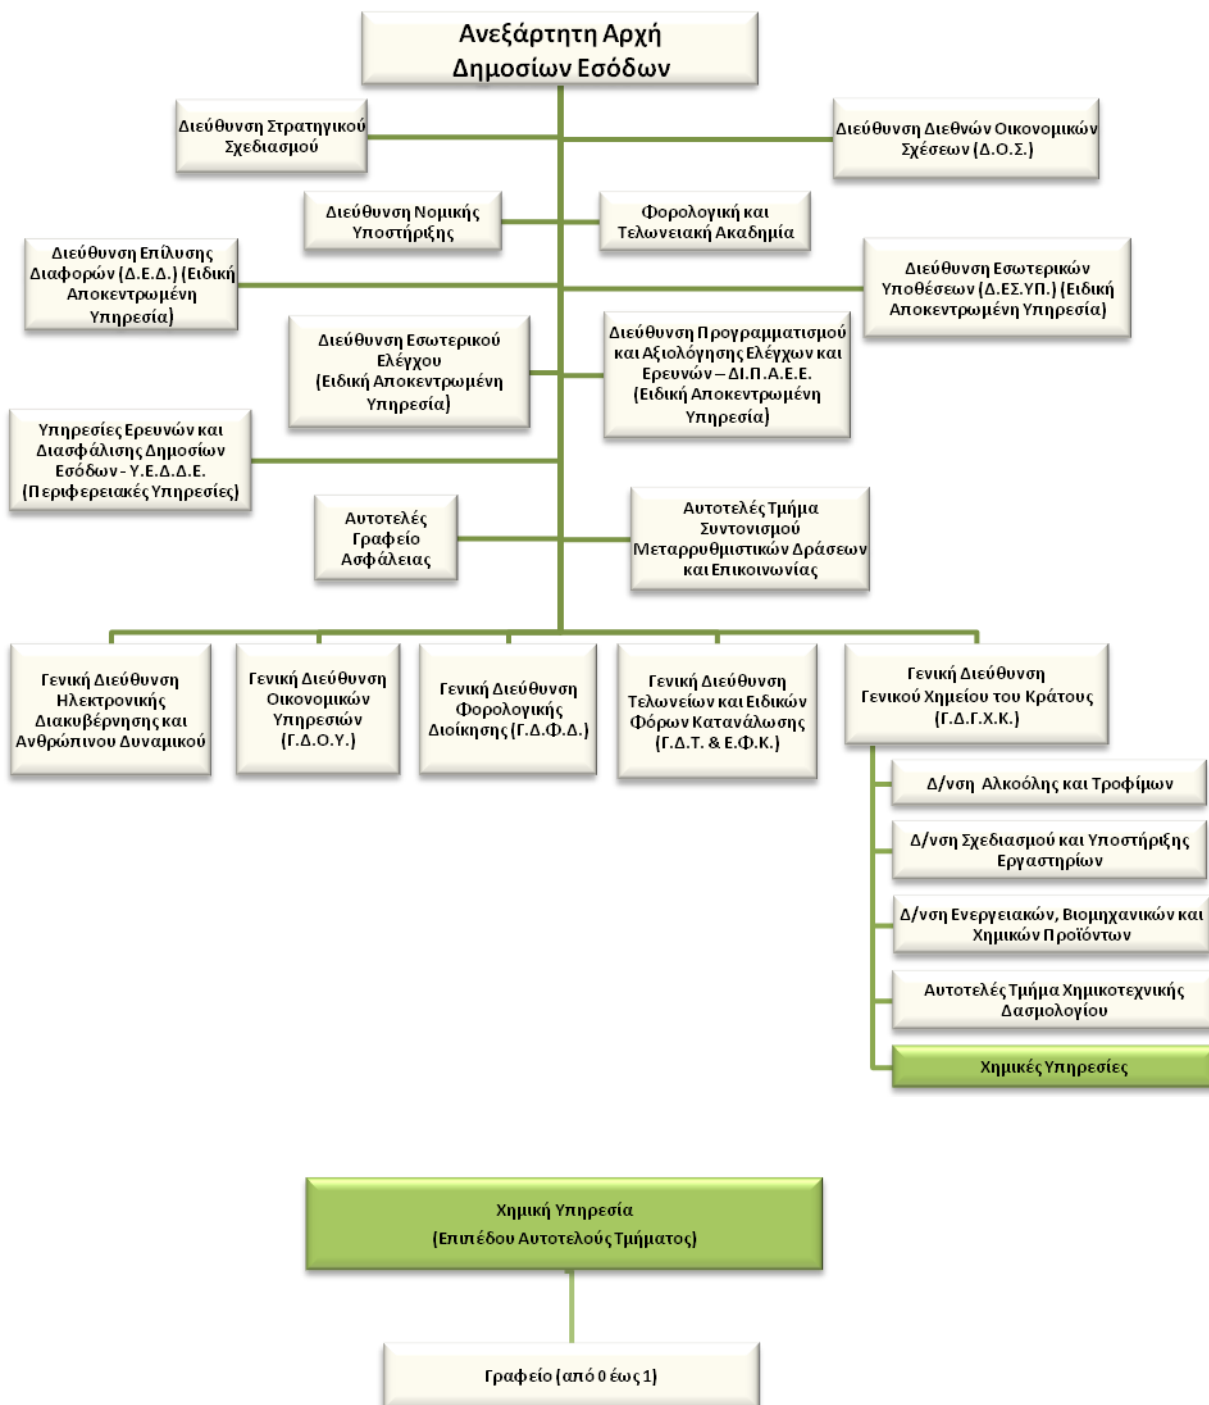 Ανεξάρτητη Αρχή
Δημοσίων Εσόδων
Διεύθυνση Στρατηγικού
Σχεδιασμού
Διεύθυνση Διεθνών Οικονομικών
Σχέσεων (Δ.Ο.Σ.)
Διεύθυνση Νομικής
Υποστήριξης
Φορολογική και
Τελωνειακή Ακαδημία
Διεύθυνση Επίλυσης
Διαφορών (Δ.Ε.Δ.) (Ειδική
Αποκεντρωμένη
Υπηρεσία)
Διεύθυνση Εσωτερικών
Υποθέσεων (Δ.ΕΣ.ΥΠ.) (Ειδική
Αποκεντρωμένη Υπηρεσία)
Διεύθυνση Εσωτερικού
Ελέγχου
(Ειδική Αποκεντρωμένη
Υπηρεσία)
Διεύθυνση Προγραμματισμού
και Αξιολόγησης Ελέγχων και
Ερευνών – ΔΙ.Π.Α.Ε.Ε.
(Ειδική Αποκεντρωμένη
Υπηρεσία)
Υπηρεσίες Ερευνών και
Διασφάλισης Δημοσίων
Εσόδων - Υ.Ε.Δ.Δ.Ε.
(Περιφερειακές Υπηρεσίες)
Αυτοτελές
Γραφείο
Ασφάλειας
Αυτοτελές Τμήμα
Συντονισμού
Μεταρρυθμιστικών Δράσεων
και Επικοινωνίας
Γενική Διεύθυνση
Ηλεκτρονικής
Διακυβέρνησης και
Ανθρώπινου Δυναμικού
Γενική Διεύθυνση
Οικονομικών
Υπηρεσιών
(Γ.Δ.Ο.Υ.)
Γενική Διεύθυνση
Φορολογικής
Διοίκησης (Γ.Δ.Φ.Δ.)
Γενική Διεύθυνση
Τελωνείων και Ειδικών
Φόρων Κατανάλωσης
(Γ.Δ.Τ. & Ε.Φ.Κ.)
Γενική Διεύθυνση
Γενικού Χημείου του Κράτους
(Γ.Δ.Γ.Χ.Κ.)
Δ/νση Αλκοόλης και Τροφίμων
Δ/νση Σχεδιασμού και Υποστήριξης
Εργαστηρίων
Δ/νση Ενεργειακών, Βιομηχανικών και
Χημικών Προϊόντων
Αυτοτελές Τμήμα Χημικοτεχνικής
Δασμολογίου
Χημικές Υπηρεσίες
Χημική Υπηρεσία
(Επιπέδου Αυτοτελούς Τμήματος)
Γραφείο (από 0 έως 1)